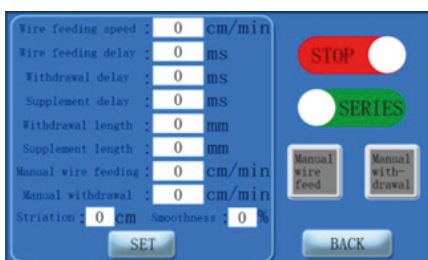 Wire feeding speed : 0 cm/min
Wire feeding delay : 0 ms
Withdrawal delay : 0 ms
Supplement delay : 0 ms
Withdrawal length : 0 mm
Supplement length : 0 mm
Manual wire feeding : 0 cm/min
Manual withdrawal : 0 cm/min
Striation : 0 cm Smoothness : 0 %
SET
STOP
SERIES
Manual
wire
feed
Manual
with-
drawal
BACK